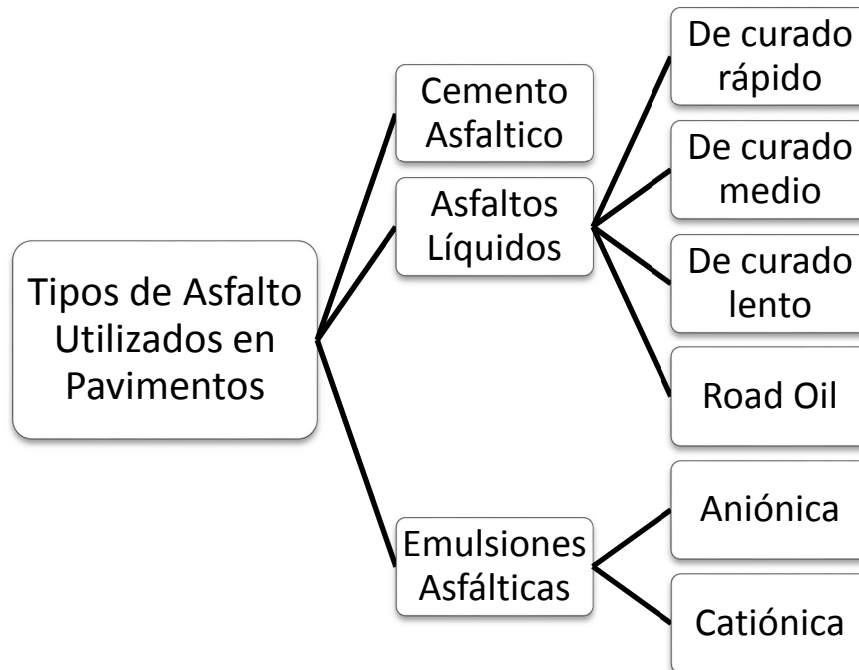 Tipos de Asfalto
Utilizados en
Pavimentos
Cemento
Asfaltico
Asfaltos
Líquidos
De curado
rápido
De curado
medio
De curado
lento
Road Oil
Emulsiones
Asfálticas
Aniónica
Catiónica